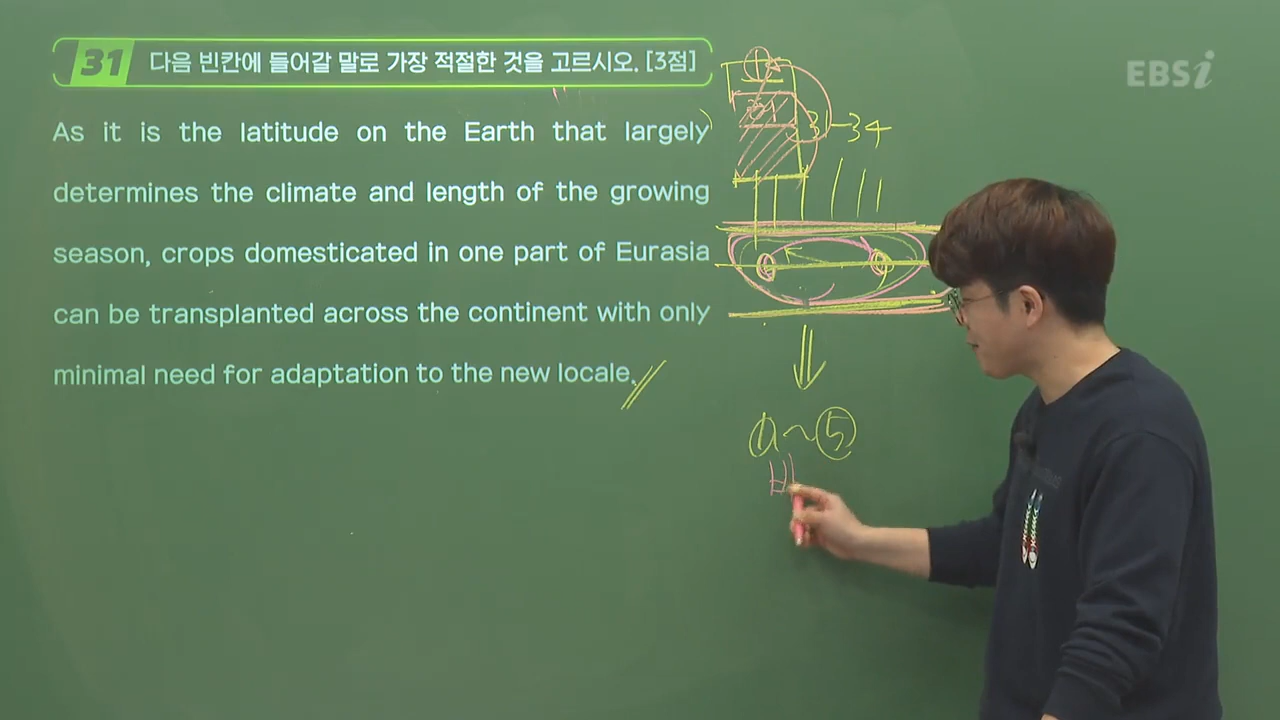 31 다음 빈칸에 들어갈 말로 가장 적절한 것을 고르시오. [3점]
EBSi
As it is the latitude on the Earth that largely
determines the climate and length of the growing
season, crops domesticated in one part of Eurasia
can be transplanted across the continent with only
minimal need for adaptation to the new locale.
31-34
①~⑤